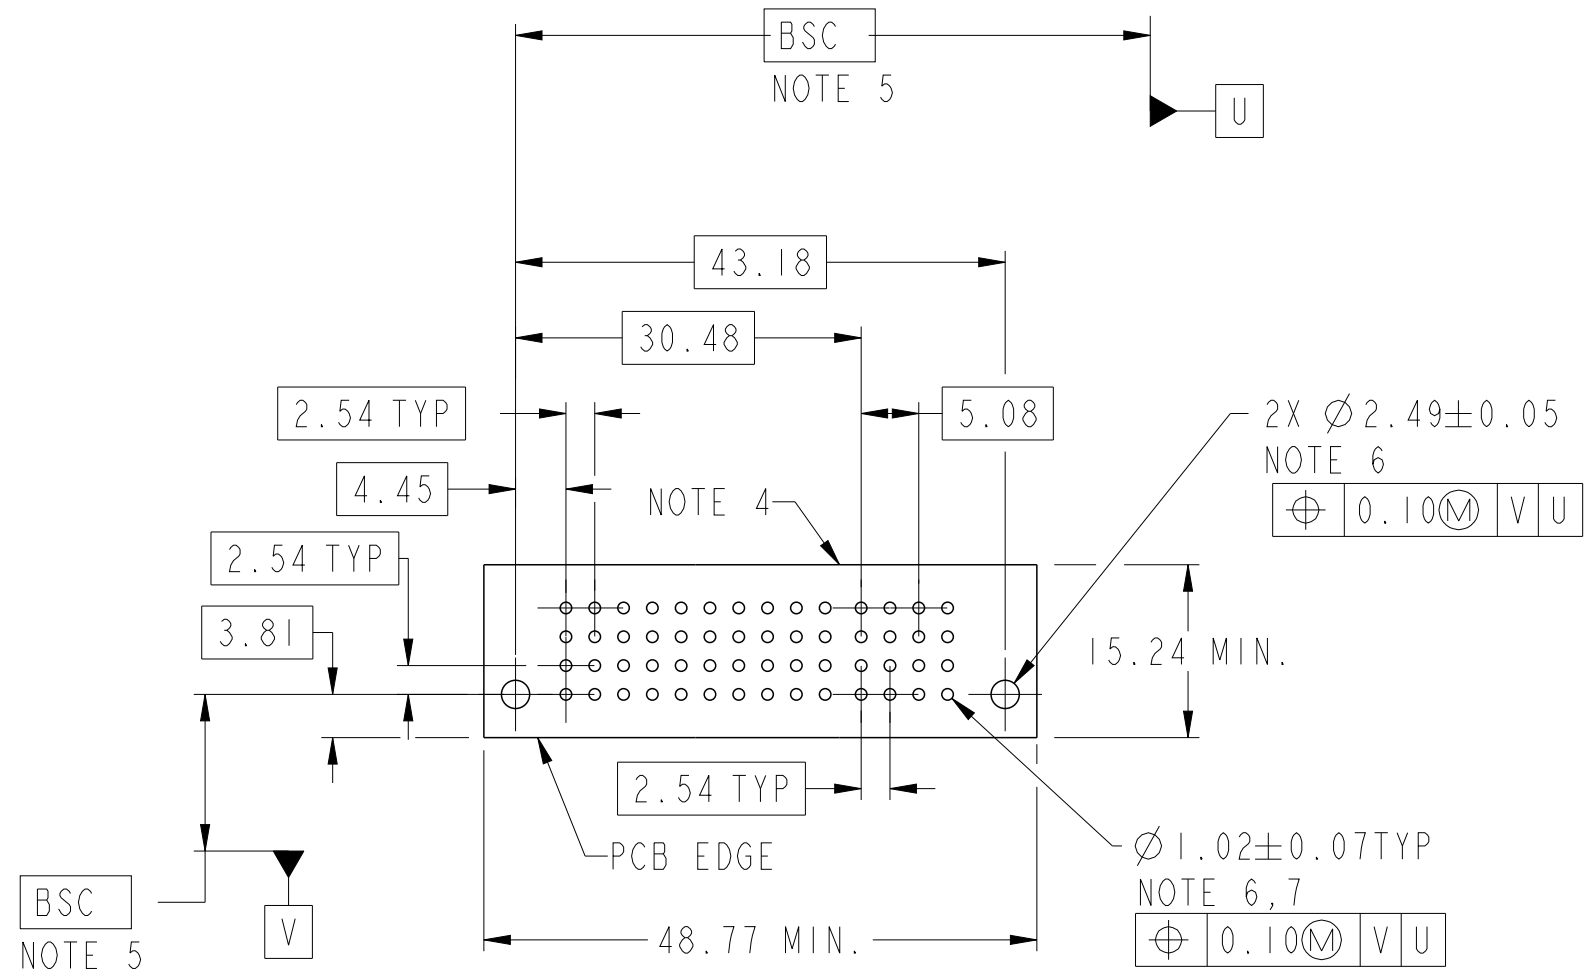 BSC
NOTE 5
U
43.18
30.48
2.54 TYP
5.08
2X Ø2.49±0.05
NOTE 6
⌖ 0.10Ⓜ V U
4.45
NOTE 4
2.54 TYP
3.81
15.24 MIN.
2.54 TYP
PCB EDGE
Ø1.02±0.07TYP
NOTE 6,7
⌖ 0.10Ⓜ V U
BSC
NOTE 5
V
48.77 MIN.